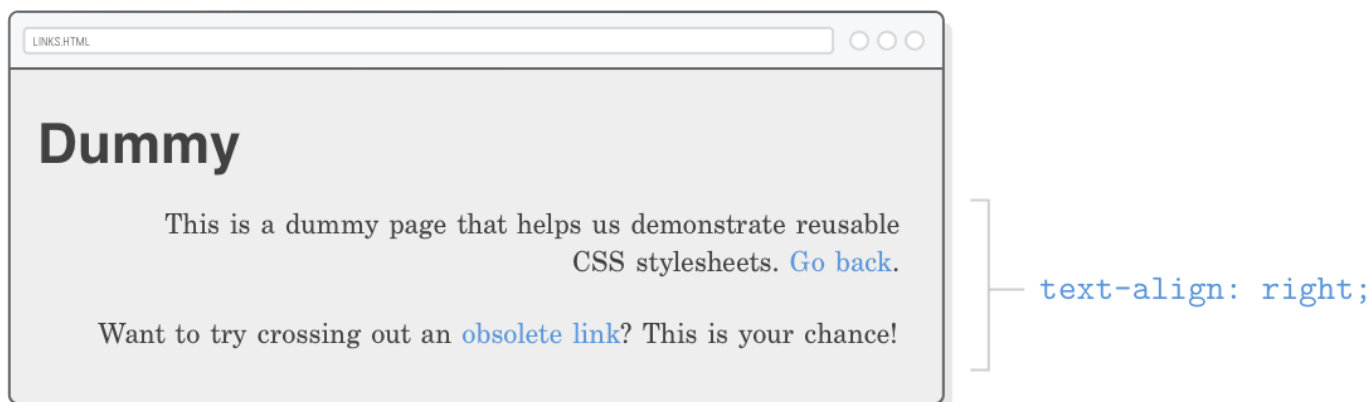 LINKS.HTML
Dummy
This is a dummy page that helps us demonstrate reusable
CSS stylesheets. Go back.
Want to try crossing out an obsolete link? This is your chance!
text-align: right;